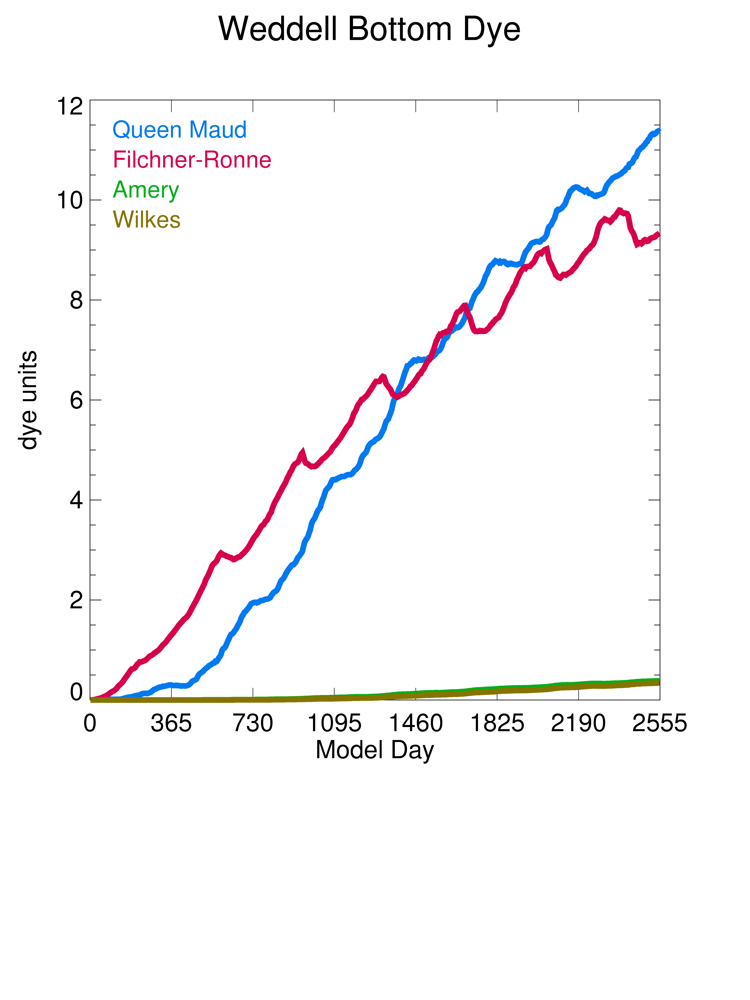 Weddell Bottom Dye
12
10
8
6
4
2
0
dye units
Queen Maud
Filchner-Ronne
Amery
Wilkes
0 365 730 1095 1460 1825 2190 2555
Model Day